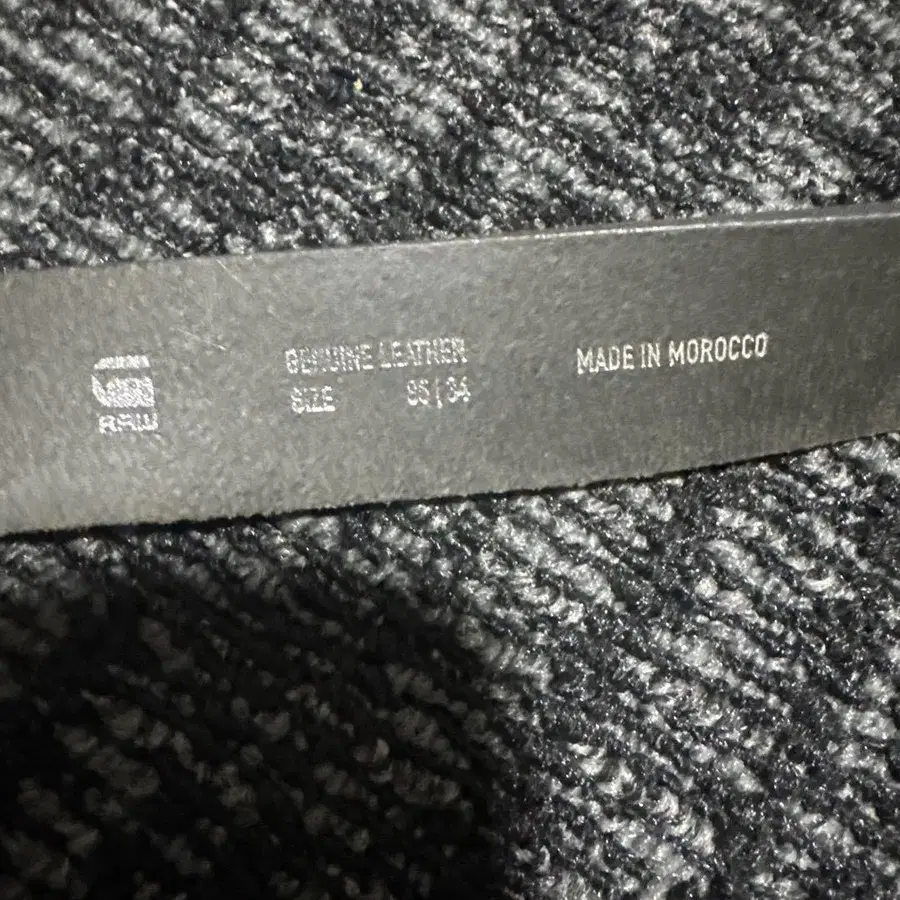 RAW
GENUINE LEATHER
SIZE 85|34
MADE IN MOROCCO